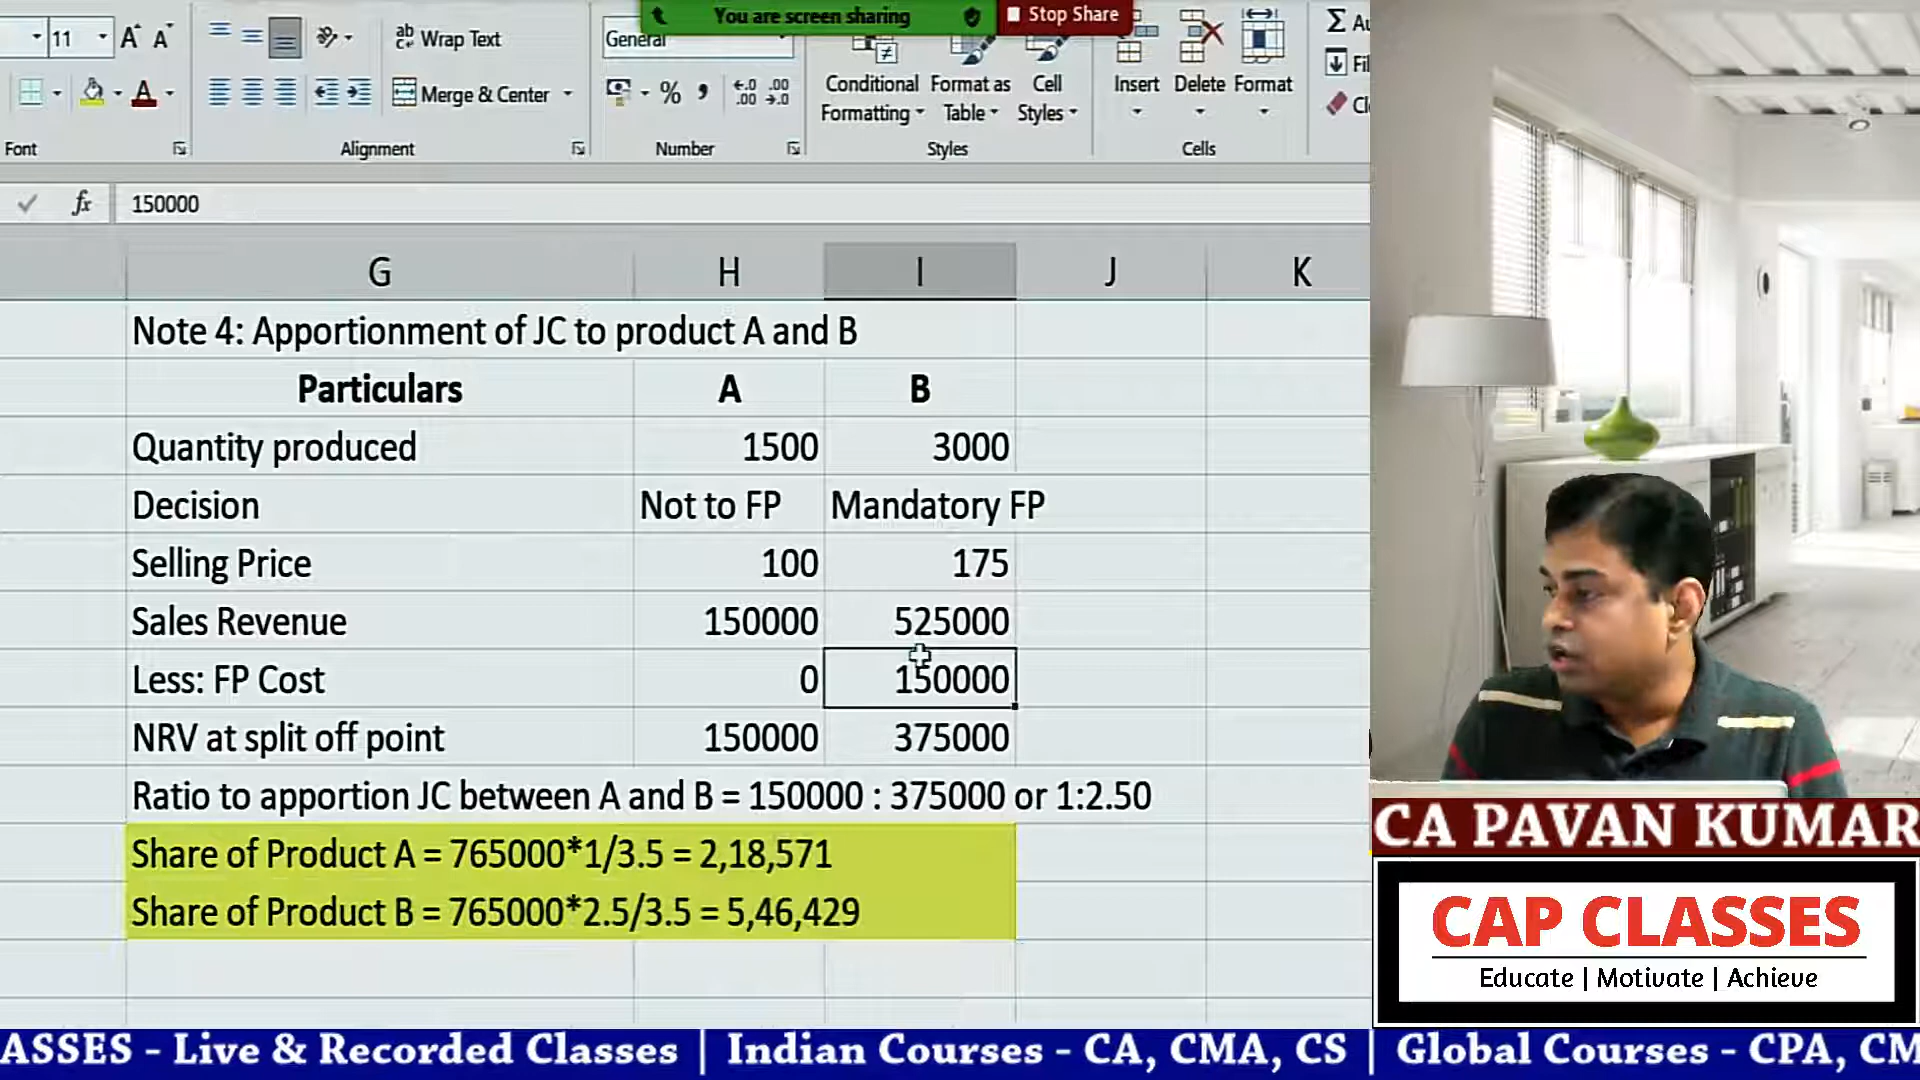 You are screen sharing
Stop Share
11
Wrap Text
General
Merge & Center
Conditional Formatting
Format as Table
Cell Styles
Insert
Delete
Format
Font
Alignment
Number
Styles
Cells
fx 150000
G H I J K
Note 4: Apportionment of JC to product A and B
Particulars A B
Quantity produced 1500 3000
Decision Not to FP Mandatory FP
Selling Price 100 175
Sales Revenue 150000 525000
Less: FP Cost 0 150000
NRV at split off point 150000 375000
Ratio to apportion JC between A and B = 150000 : 375000 or 1:2.50
Share of Product A = 765000*1/3.5 = 2,18,571
Share of Product B = 765000*2.5/3.5 = 5,46,429
CA PAVAN KUMAR
CAP CLASSES
Educate | Motivate | Achieve
ASSES - Live & Recorded Classes | Indian Courses - CA, CMA, CS | Global Courses - CPA, CM